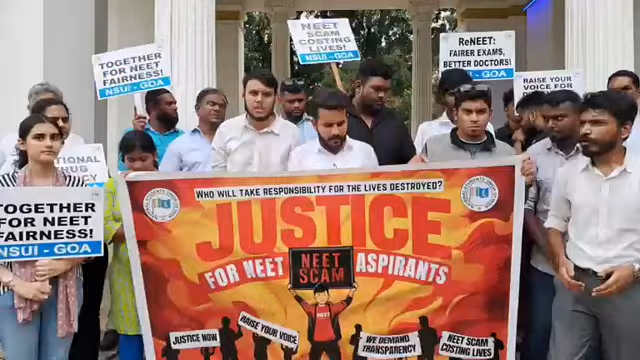 TOGETHER
FOR NEET
FAIRNESS!
NSUI - GOA
NEET
SCAM
COSTING
LIVES!
NSUI - GOA
ReNEET:
FAIRER EXAMS,
BETTER DOCTORS!
NSUI - GOA
RAISE YOUR
VOICE FOR
TOGETHER
FOR NEET
FAIRNESS!
NSUI - GOA
WHO WILL TAKE RESPONSIBILITY FOR THE LIVES DESTROYED?
JUSTICE
FOR NEET
NEET
SCAM
ASPIRANTS
NEET
JUSTICE NOW
RAISE YOUR VOICE
WE DEMAND
TRANSPARENCY
NEET SCAM
COSTING LIVES